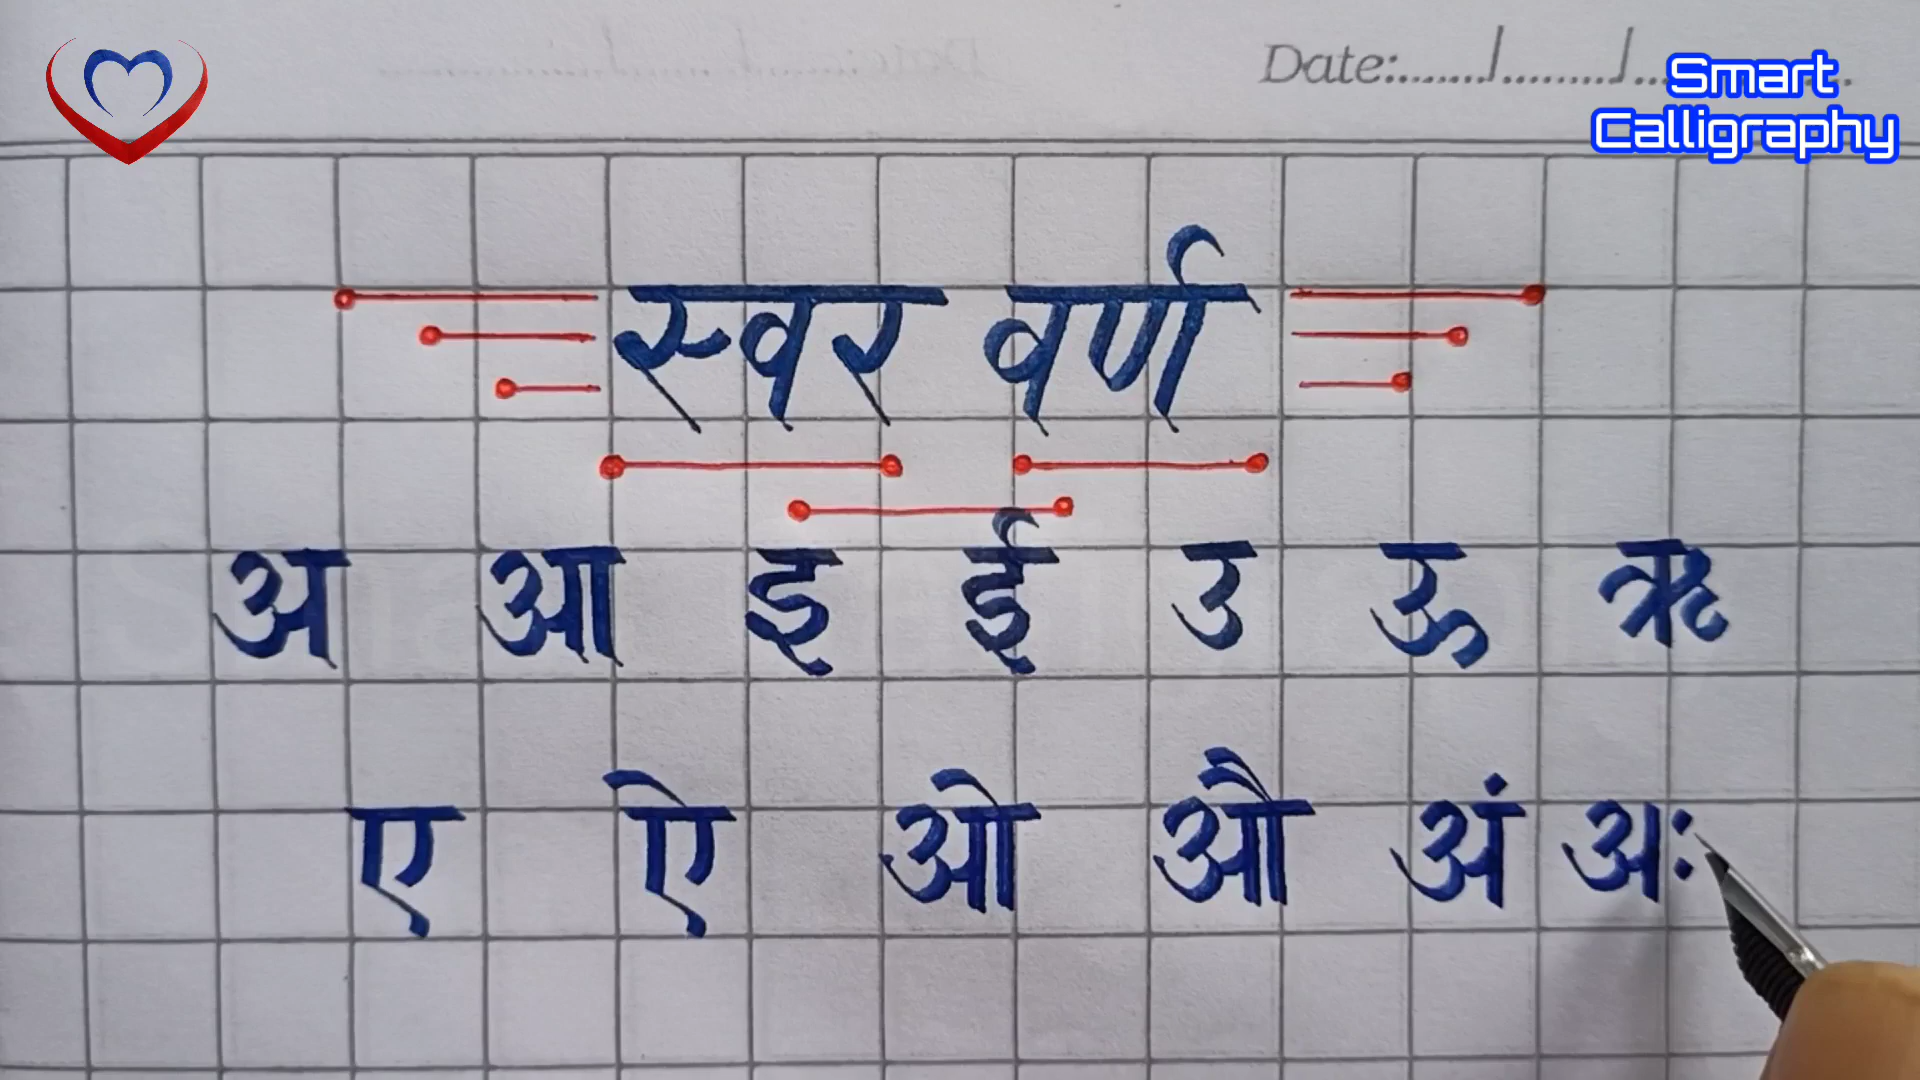 Date:......./......../............
Smart
Calligraphy
स्वर वर्ण
अ आ इ ई उ ऊ ऋ
ए ऐ ओ औ अं अः